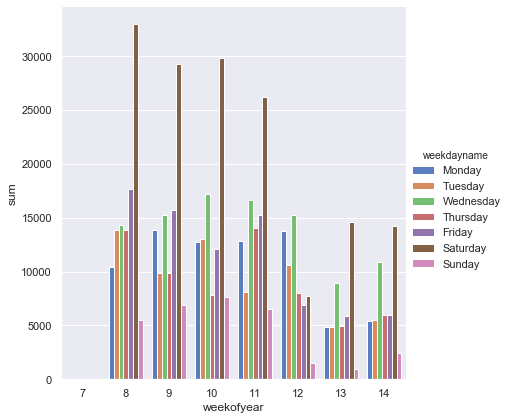 30000
25000
20000
15000
10000
5000
0
sum
7 8 9 10 11 12 13 14
weekofyear
weekdayname
Monday
Tuesday
Wednesday
Thursday
Friday
Saturday
Sunday